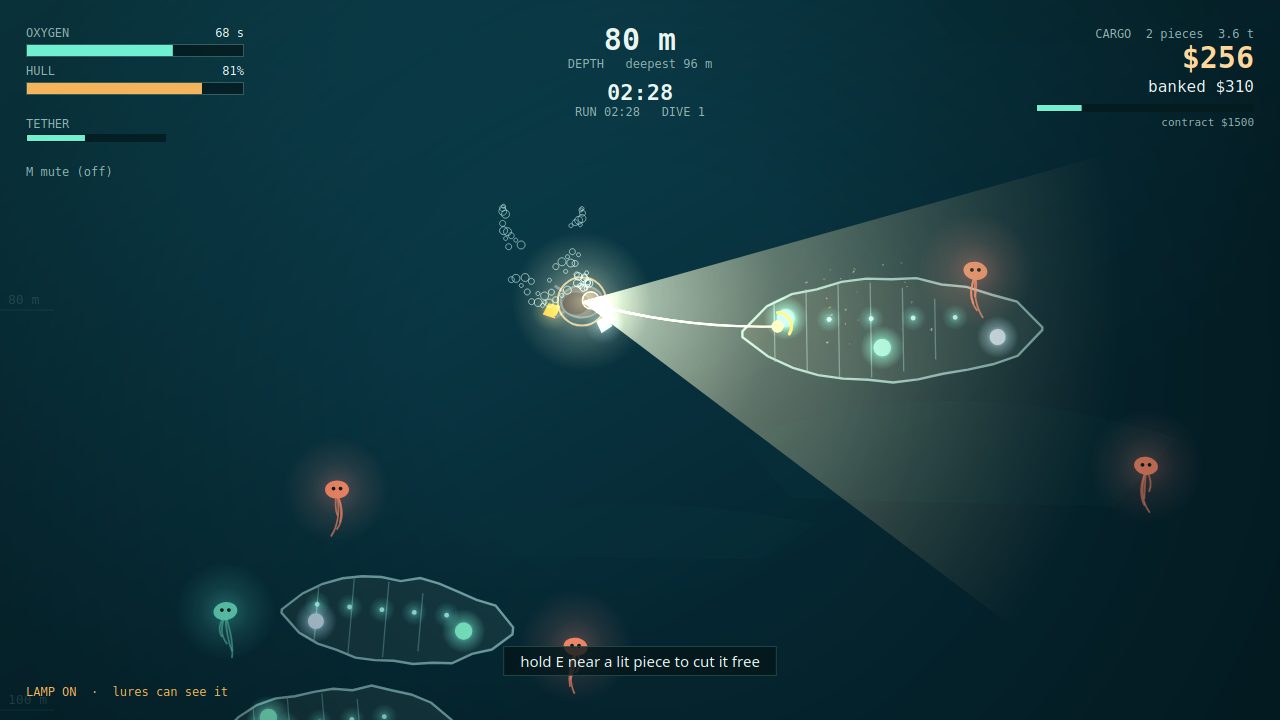 OXYGEN 68 s
HULL 81%
TETHER
M mute (off)
80 m
DEPTH deepest 96 m
02:28
RUN 02:28 DIVE 1
CARGO 2 pieces 3.6 t
$256
banked $310
contract $1500
80 m
hold E near a lit piece to cut it free
LAMP ON · lures can see it
100 m